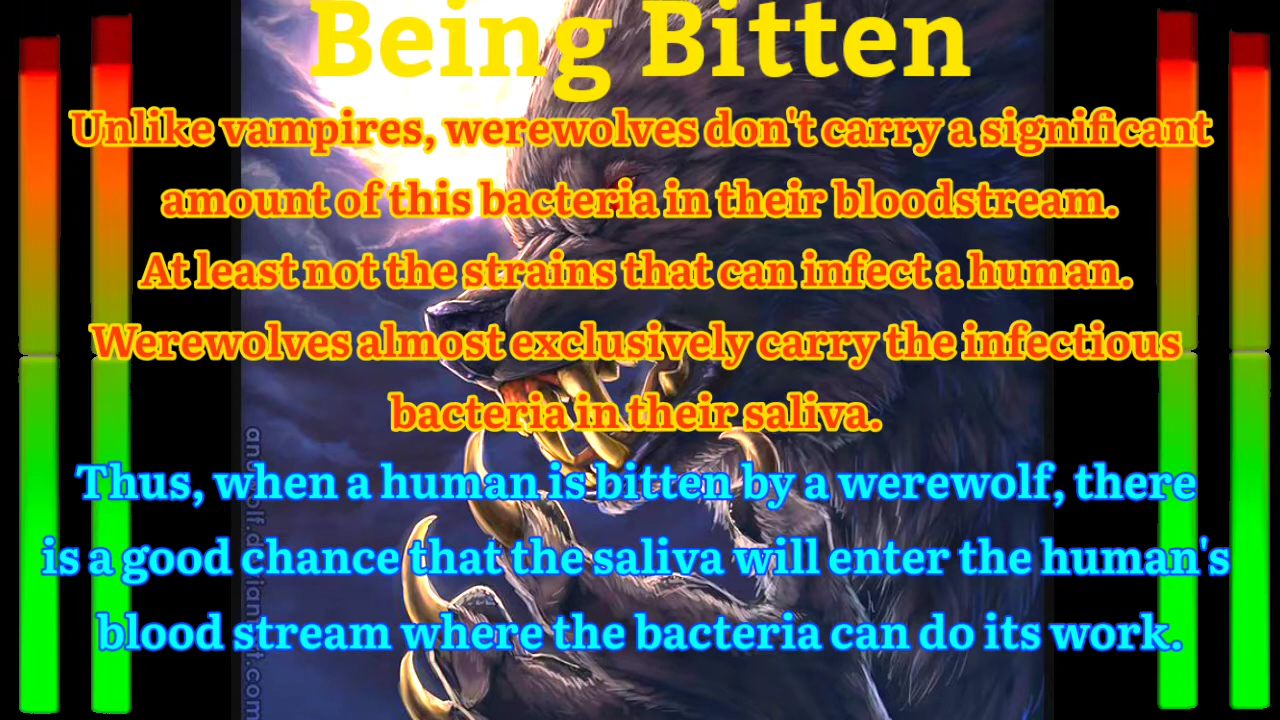 Being Bitten
Unlike vampires, werewolves don't carry a significant
amount of this bacteria in their bloodstream.
At least not the strains that can infect a human.
Werewolves almost exclusively carry the infectious
bacteria in their saliva.
Thus, when a human is bitten by a werewolf, there
is a good chance that the saliva will enter the human's
blood stream where the bacteria can do its work.